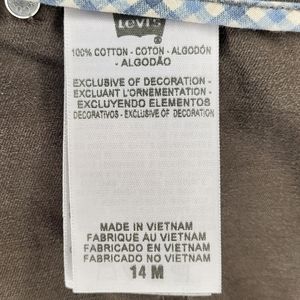 Levi's
100% COTTON - COTON - ALGODÓN
- ALGODÃO
EXCLUSIVE OF DECORATION -
EXCLUANT L'ORNEMENTATION -
EXCLUYENDO ELEMENTOS
DECORATIVOS - EXCLUSIVE OF DECORATION
MADE IN VIETNAM
FABRIQUE AU VIETNAM
FABRICADO EN VIETNAM
FABRICADO NO VIETNAM
14 M